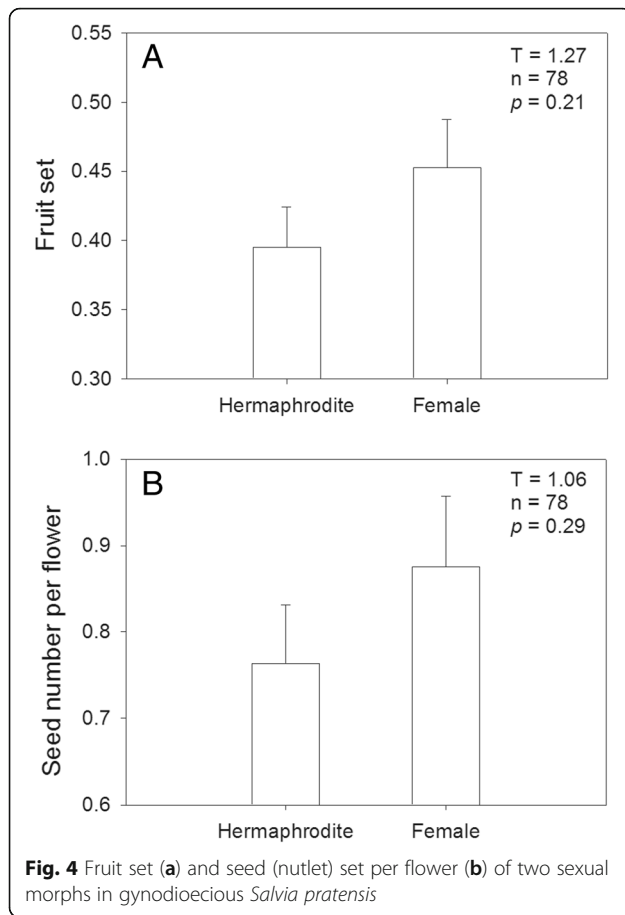 A
T = 1.27
n = 78
p = 0.21
Fruit set
0.55
0.50
0.45
0.40
0.35
0.30
Hermaphrodite Female
B
T = 1.06
n = 78
p = 0.29
Seed number per flower
1.0
0.9
0.8
0.7
0.6
Hermaphrodite Female
Fig. 4 Fruit set (a) and seed (nutlet) set per flower (b) of two sexual
morphs in gynodioecious Salvia pratensis